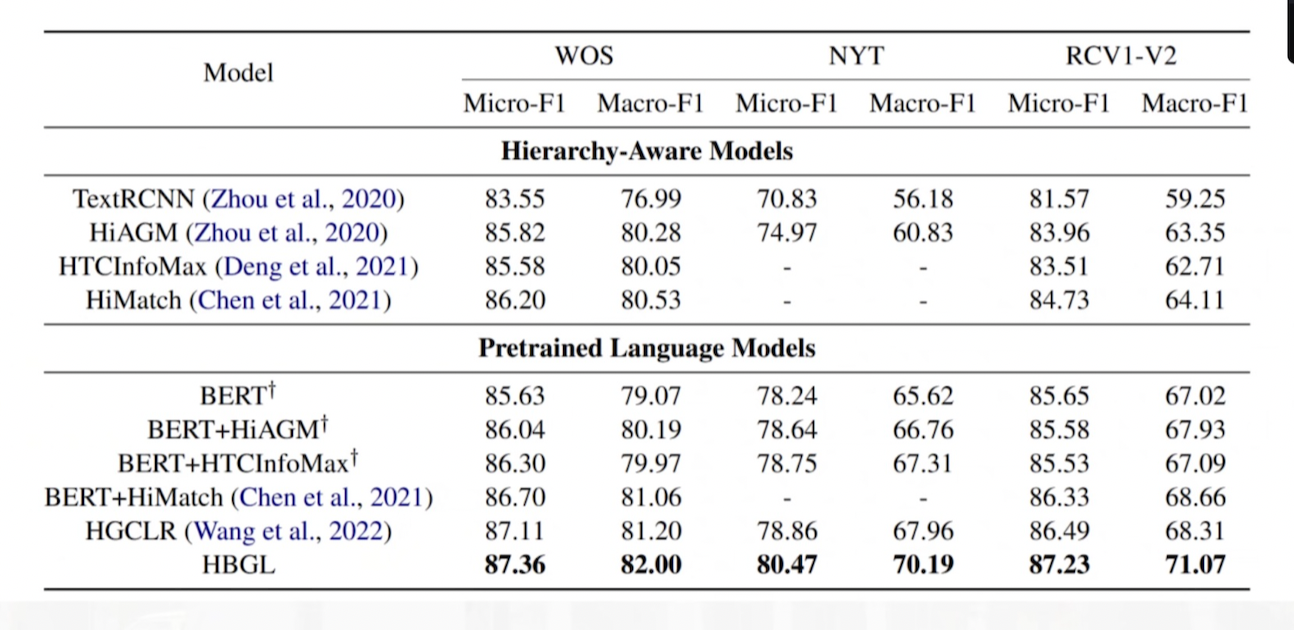 Model WOS NYT RCV1-V2
Micro-F1 Macro-F1 Micro-F1 Macro-F1 Micro-F1 Macro-F1
Hierarchy-Aware Models
TextRCNN (Zhou et al., 2020) 83.55 76.99 70.83 56.18 81.57 59.25
HiAGM (Zhou et al., 2020) 85.82 80.28 74.97 60.83 83.96 63.35
HTCInfoMax (Deng et al., 2021) 85.58 80.05 - - 83.51 62.71
HiMatch (Chen et al., 2021) 86.20 80.53 - - 84.73 64.11
Pretrained Language Models
BERT† 85.63 79.07 78.24 65.62 85.65 67.02
BERT+HiAGM† 86.04 80.19 78.64 66.76 85.58 67.93
BERT+HTCInfoMax† 86.30 79.97 78.75 67.31 85.53 67.09
BERT+HiMatch (Chen et al., 2021) 86.70 81.06 - - 86.33 68.66
HGCLR (Wang et al., 2022) 87.11 81.20 78.86 67.96 86.49 68.31
HBGL 87.36 82.00 80.47 70.19 87.23 71.07